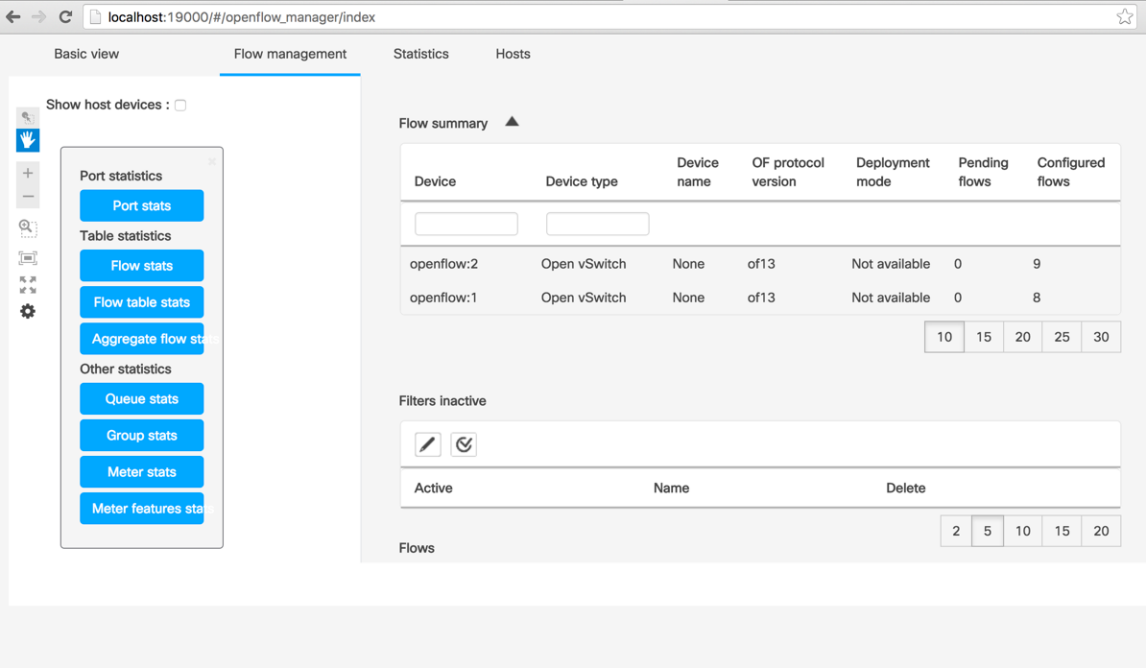 localhost:19000/#/openflow_manager/index
Basic view Flow management Statistics Hosts
Show host devices :
Port statistics
Port stats
Table statistics
Flow stats
Flow table stats
Aggregate flow stats
Other statistics
Queue stats
Group stats
Meter stats
Meter features stats
Flow summary
Device Device type Device name OF protocol version Deployment mode Pending flows Configured flows
openflow:2 Open vSwitch None of13 Not available 0 9
openflow:1 Open vSwitch None of13 Not available 0 8
10 15 20 25 30
Filters inactive
Active Name Delete
2 5 10 15 20
Flows